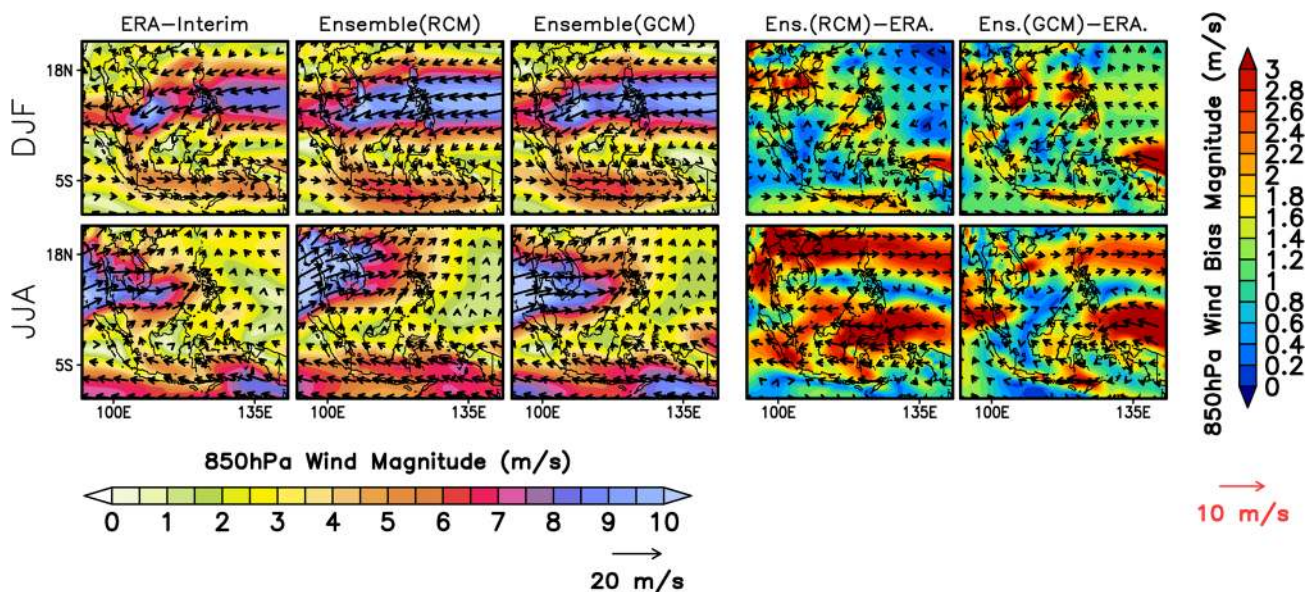 ERA-Interim
Ensemble(RCM)
Ensemble(GCM)
Ens.(RCM)-ERA.
Ens.(GCM)-ERA.
DJF
18N
5S
JJA
18N
5S
100E 135E
100E 135E
100E 135E
100E 135E
100E 135E
850hPa Wind Magnitude (m/s)
0 1 2 3 4 5 6 7 8 9 10
20 m/s
850hPa Wind Bias Magnitude (m/s)
3
2.8
2.6
2.4
2.2
2
1.8
1.6
1.4
1.2
1
0.8
0.6
0.4
0.2
0
10 m/s